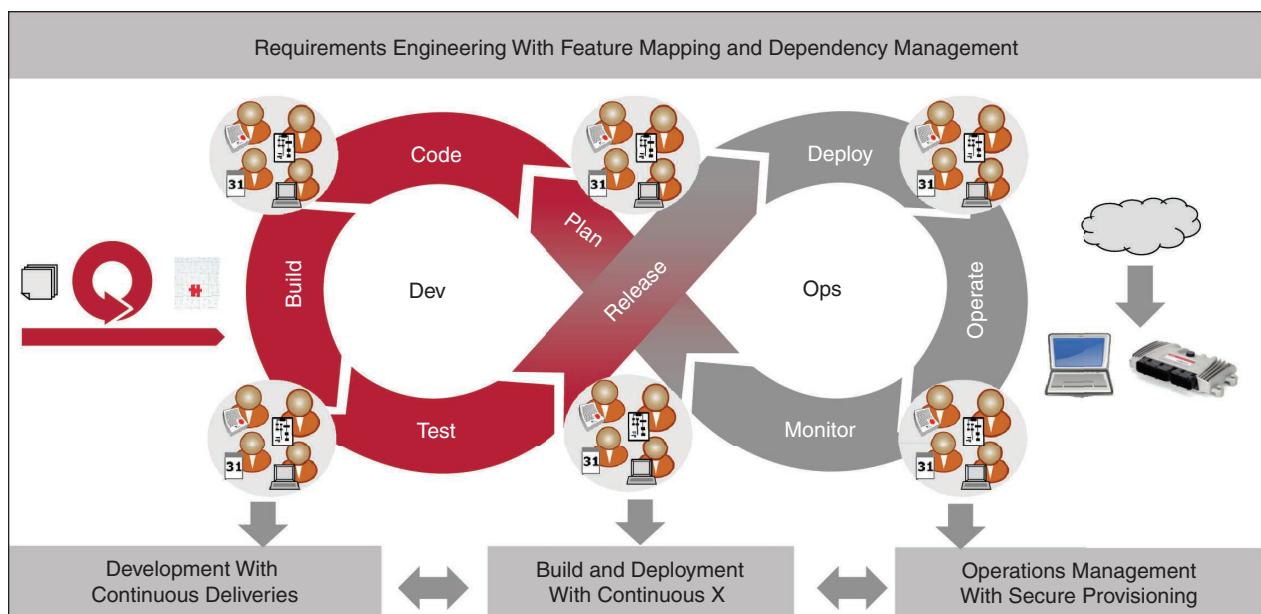 Requirements Engineering With Feature Mapping and Dependency Management
Code
Deploy
31
31
31
Plan
Build
Dev
Release
Ops
Operate
Test
Monitor
31
31
31
Development With
Continuous Deliveries
Build and Deployment
With Continuous X
Operations Management
With Secure Provisioning